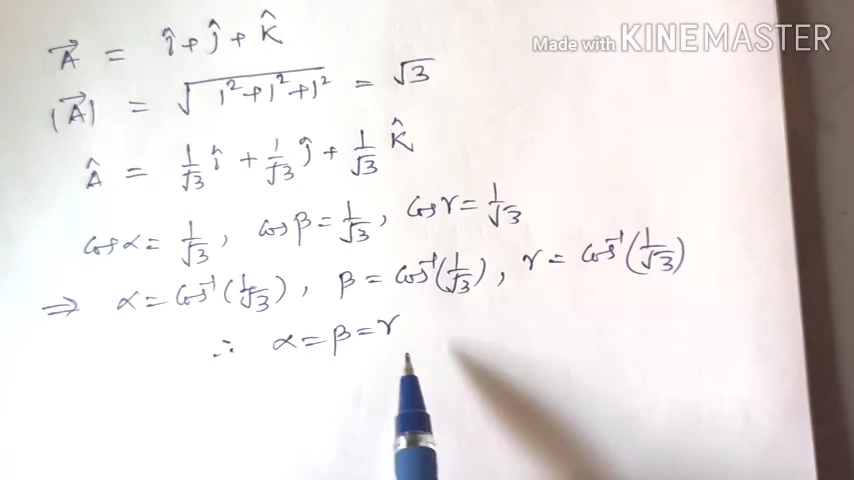 Made with KINEMASTER
A⃗ = î + ĵ + k̂
|A⃗| = √(1² + 1² + 1²) = √3
Â = 1/√3 î + 1/√3 ĵ + 1/√3 k̂
cos α = 1/√3, cos β = 1/√3, cos γ = 1/√3
⇒ α = cos⁻¹(1/√3), β = cos⁻¹(1/√3), γ = cos⁻¹(1/√3)
∴ α = β = γ